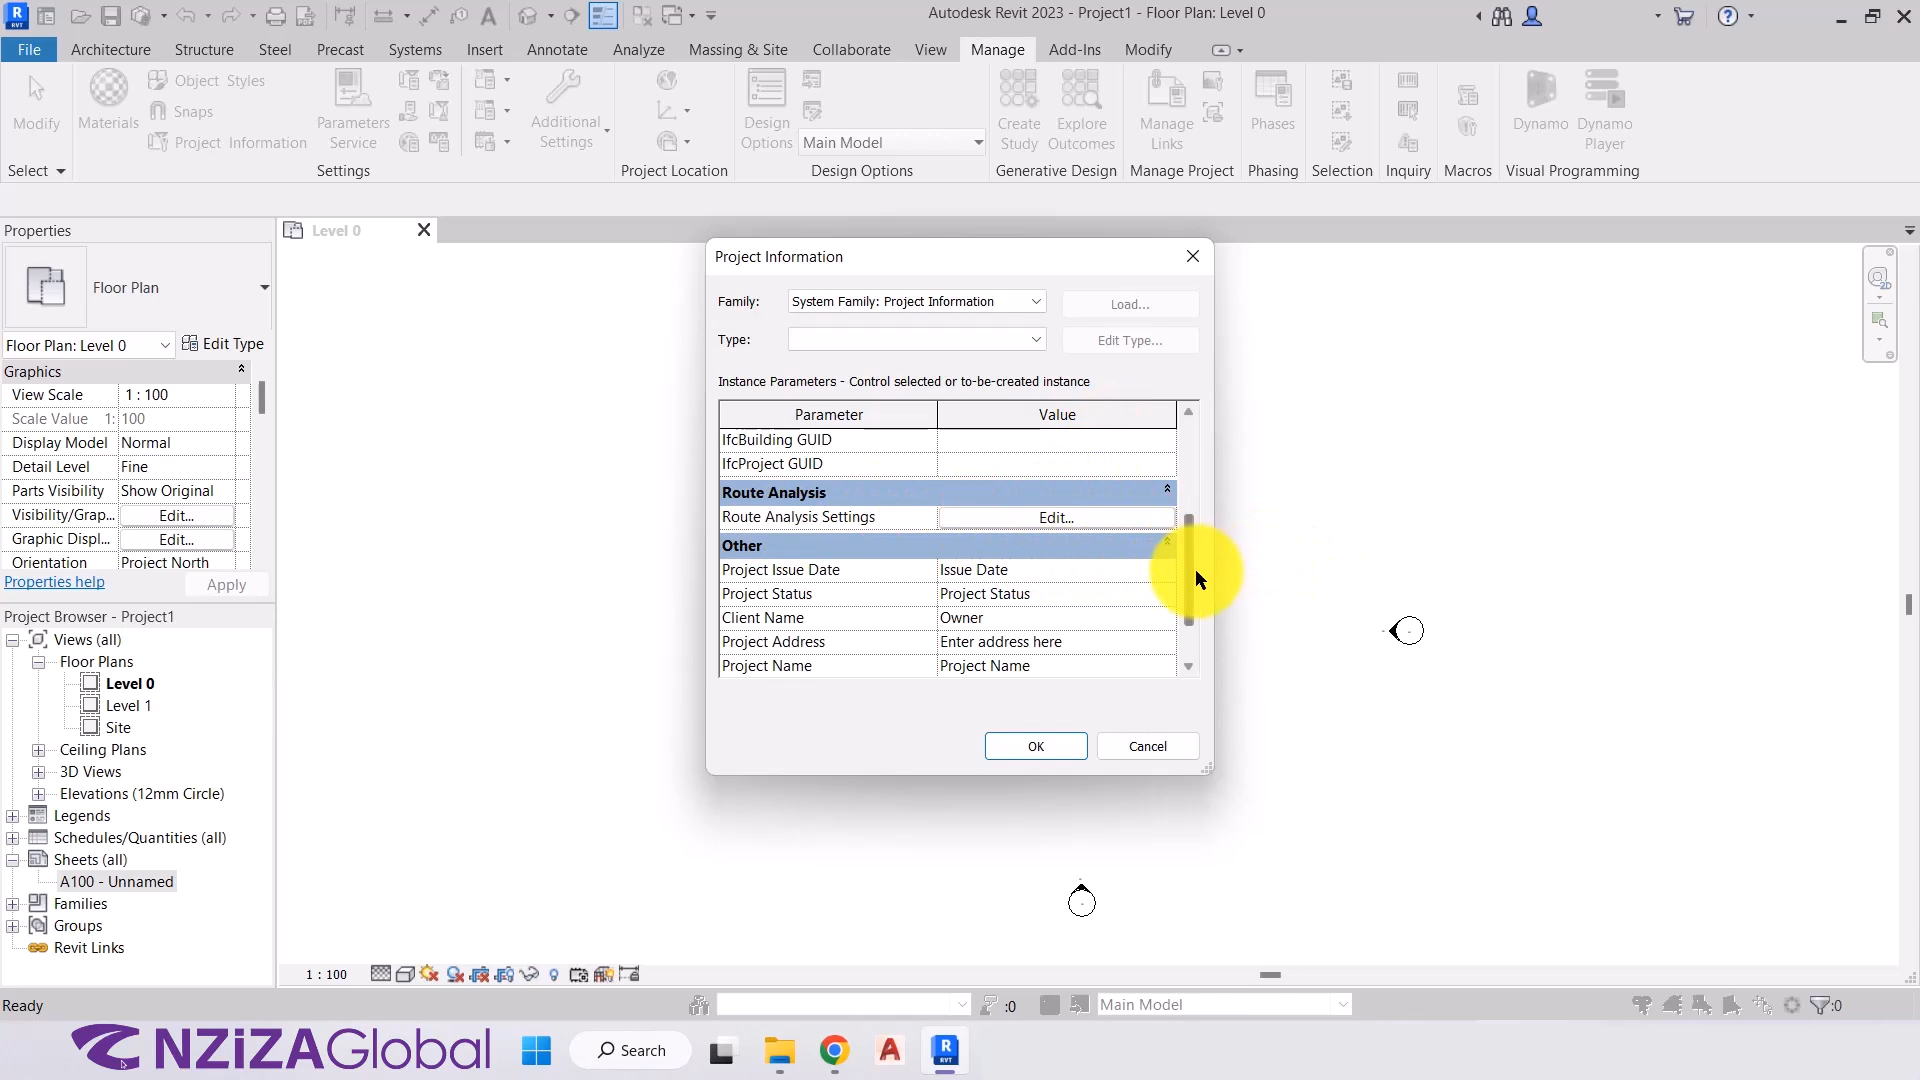 Autodesk Revit 2023 - Project1 - Floor Plan: Level 0
File Architecture Structure Steel Precast Systems Insert Annotate Analyze Massing & Site Collaborate View Manage Add-Ins Modify
Modify
Materials
Object Styles
Snaps
Project Information
Parameters Service
Additional Settings
Design Options
Main Model
Create Study
Explore Outcomes
Manage Links
Phases
Dynamo
Dynamo Player
Select Settings Project Location Design Options Generative Design Manage Project Phasing Selection Inquiry Macros Visual Programming
Properties
Level 0
Floor Plan
Floor Plan: Level 0 Edit Type
Graphics
View Scale 1 : 100
Scale Value 1: 100
Display Model Normal
Detail Level Fine
Parts Visibility Show Original
Visibility/Grap... Edit...
Graphic Displ... Edit...
Orientation Project North
Properties help Apply
Project Browser - Project1
Views (all)
Floor Plans
Level 0
Level 1
Site
Ceiling Plans
3D Views
Elevations (12mm Circle)
Legends
Schedules/Quantities (all)
Sheets (all)
A100 - Unnamed
Families
Groups
Revit Links
Project Information
Family: System Family: Project Information Load...
Type: Edit Type...
Instance Parameters - Control selected or to-be-created instance
Parameter Value
IfcBuilding GUID
IfcProject GUID
Route Analysis
Route Analysis Settings Edit...
Other
Project Issue Date Issue Date
Project Status Project Status
Client Name Owner
Project Address Enter address here
Project Name Project Name
OK Cancel
2D
1 : 100
Ready :0 Main Model :0
NZiZAGlobal
Search
A
R
RVT